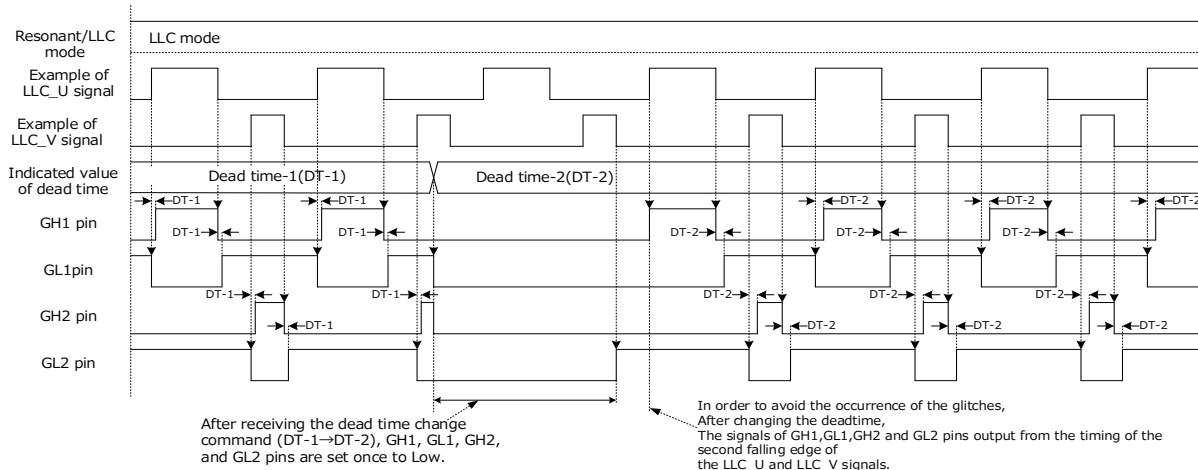 Resonant/LLC
mode
LLC mode
Example of
LLC_U signal
Example of
LLC_V signal
Indicated value
of dead time
Dead time-1(DT-1)
Dead time-2(DT-2)
DT-1
DT-1
DT-2
DT-2
DT-2
GH1 pin
DT-1
DT-1
DT-2
DT-2
DT-2
GL1pin
DT-1
DT-1
DT-2
DT-2
DT-2
GH2 pin
DT-1
DT-2
DT-2
DT-2
GL2 pin
After receiving the dead time change
command (DT-1→DT-2), GH1, GL1, GH2,
and GL2 pins are set once to Low.
In order to avoid the occurrence of the glitches,
After changing the deadtime,
The signals of GH1,GL1,GH2 and GL2 pins output from the timing of the
second falling edge of
the LLC_U and LLC_V signals.